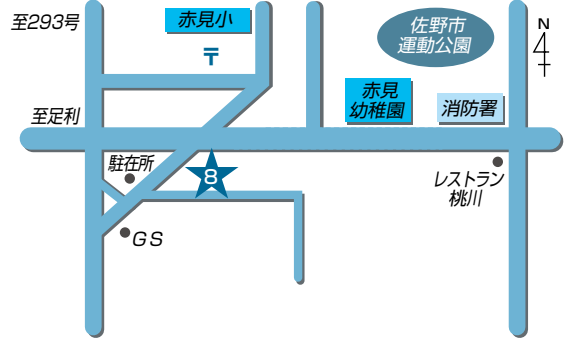 至293号
赤見小
〒
佐野市
運動公園
N
赤見
幼稚園
消防署
至足利
駐在所
8
レストラン
桃川
GS